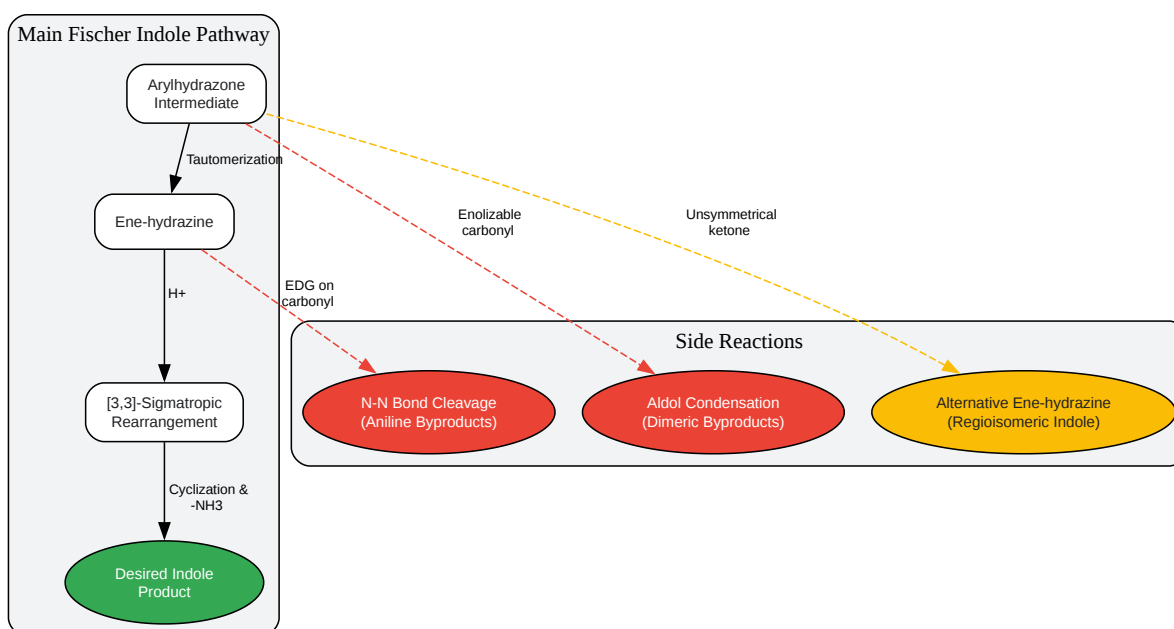 Main Fischer Indole Pathway
Arylhydrazone
Intermediate
Tautomerization
Ene-hydrazine
H+
[3,3]-Sigmatropic
Rearrangement
Cyclization &
-NH3
Desired Indole
Product
EDG on
carbonyl
Enolizable
carbonyl
Unsymmetrical
ketone
Side Reactions
N-N Bond Cleavage
(Aniline Byproducts)
Aldol Condensation
(Dimeric Byproducts)
Alternative Ene-hydrazine
(Regioisomeric Indole)